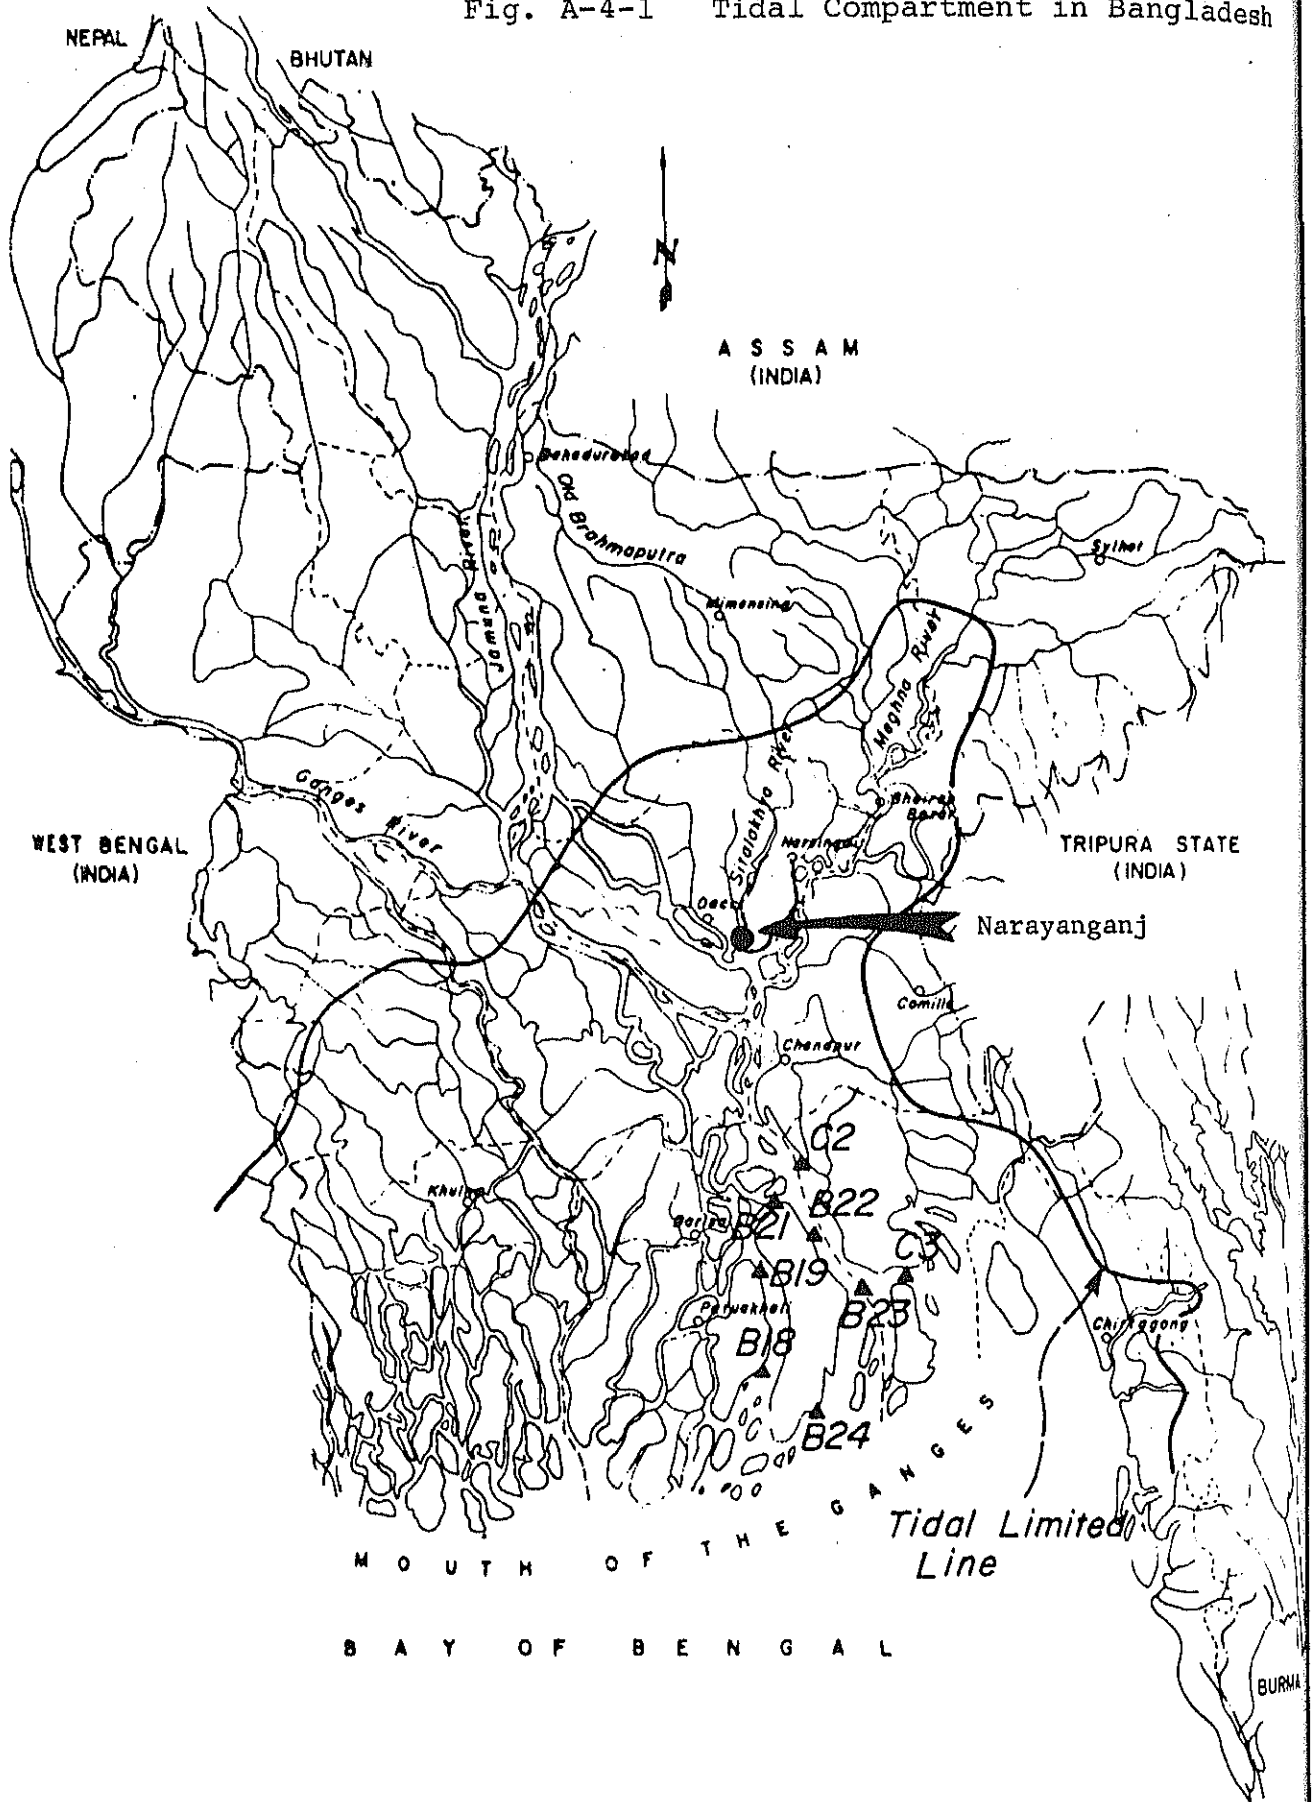 Fig. A-4-1 Tidal Compartment in Bangladesh
NEPAL
BHUTAN
N
ASSAM
(INDIA)
Bahadurabad
Old Brahmaputra
Jamuna River
Sylhet
Mimensing
Meghna River
Sitalakhya River
Ganges River
Bhairab
Bazar
WEST BENGAL
(INDIA)
Narsingdi
TRIPURA STATE
(INDIA)
Dacca
Narayanganj
Comilla
Chandpur
C2
Khulna
B22
B21
C3
B19
Patuakhali
B23
Chittagong
B18
B24
MOUTH OF THE GANGES
Tidal Limited
Line
BAY OF BENGAL
BURMA